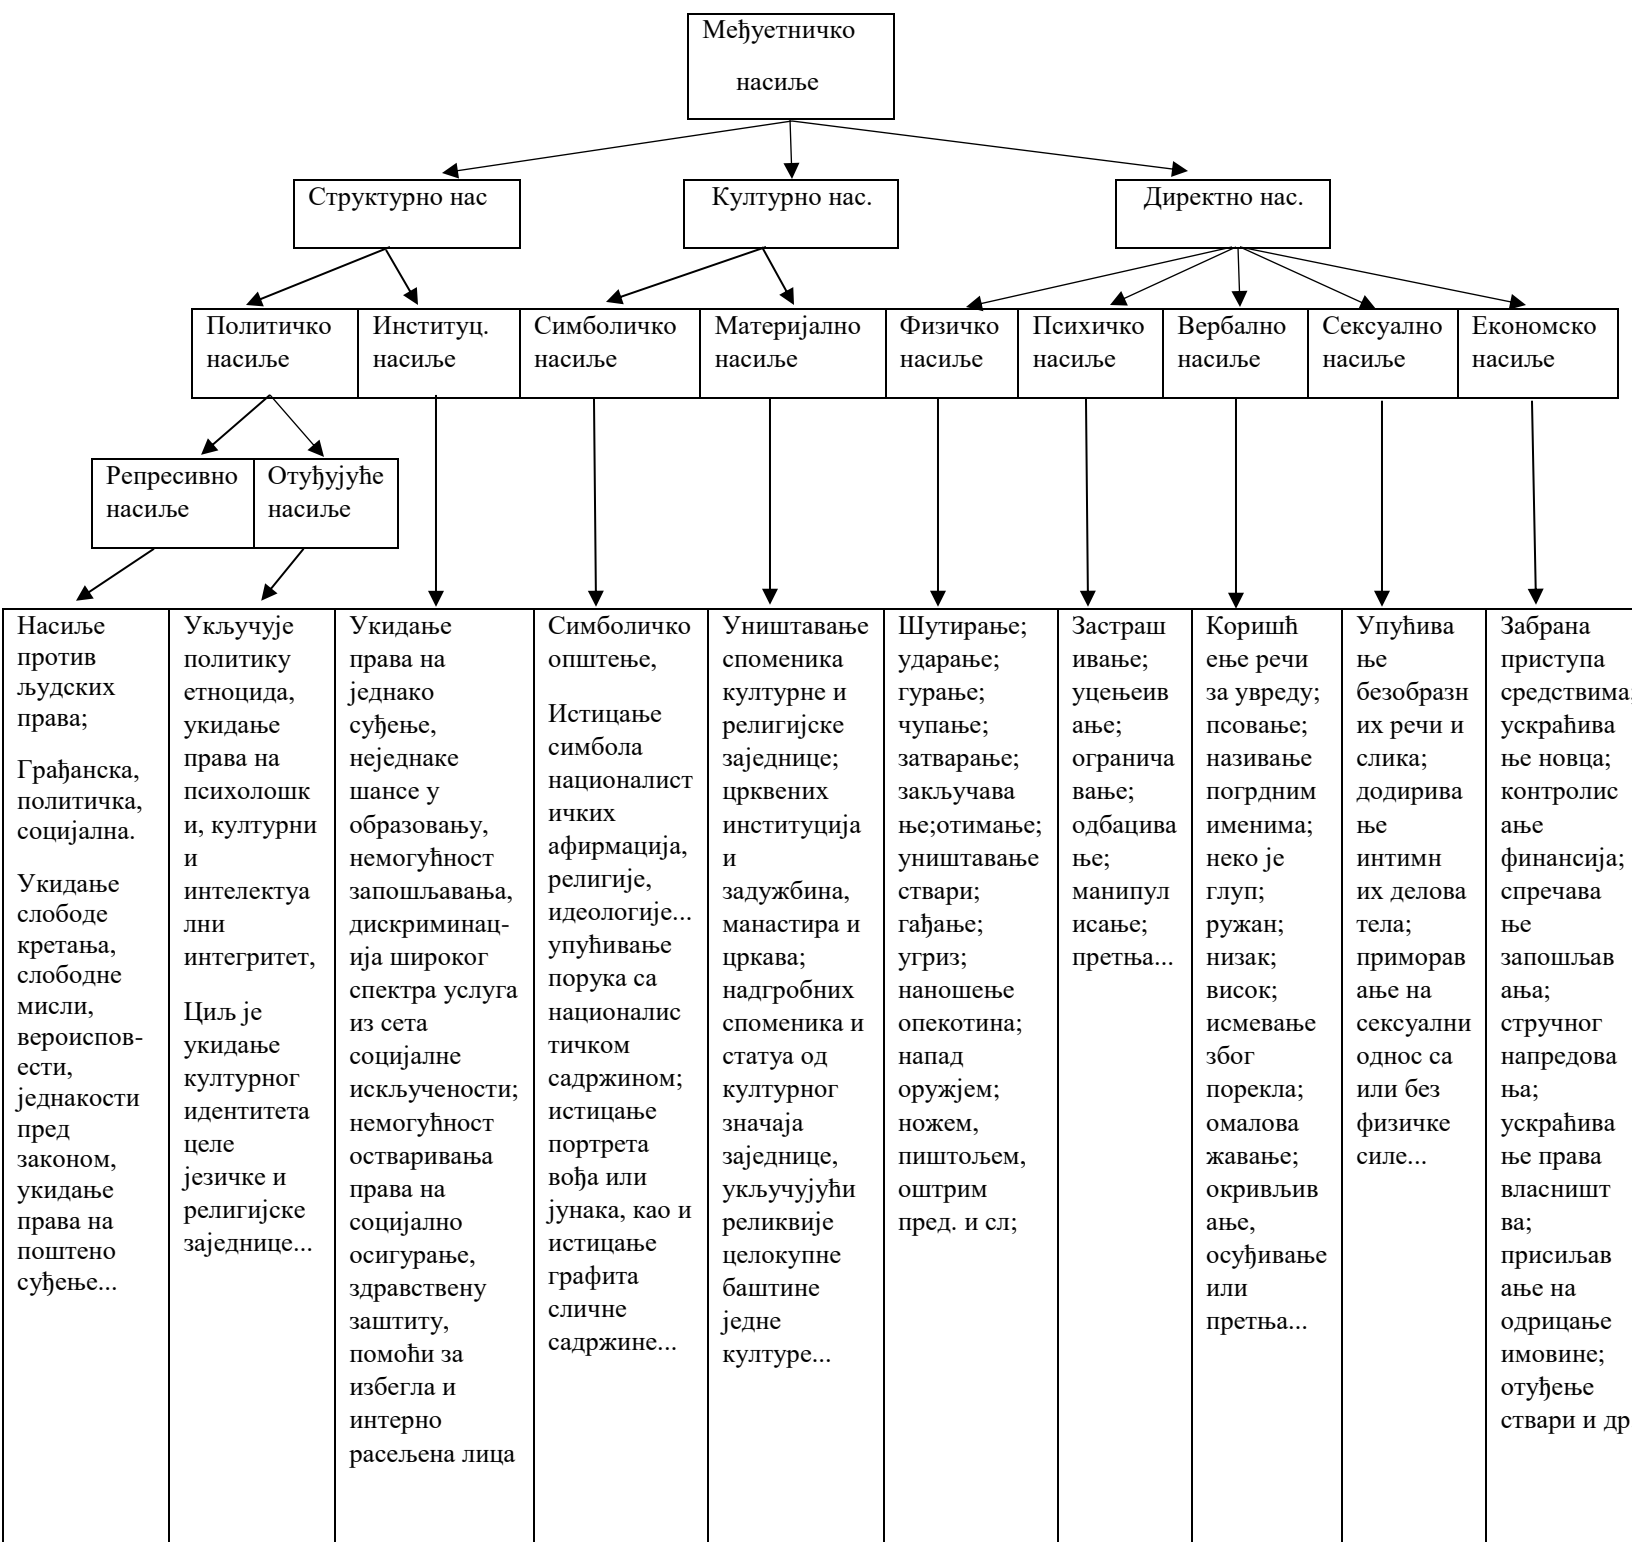 Међуетничко
насиље
Структурно нас
Културно нас.
Директно нас.
Политичко
насиље
Институц.
насиље
Симболичко
насиље
Материјално
насиље
Физичко
насиље
Психичко
насиље
Вербално
насиље
Сексуално
насиље
Економско
насиље
Репресивно
насиље
Отуђујуће
насиље
Насиље
против
људских
права;
Грађанска,
политичка,
социјална.
Укидање
слободе
кретања,
слободне
мисли,
вероиспов-
ести,
једнакости
пред
законом,
укидање
права на
поштено
суђење...
Укључује
политику
етноцида,
укидање
права на
психолошк
и, културни
и
интелектуа
лни
интегритет,
Циљ је
укидање
културног
идентитета
целе
језичке и
религијске
заједнице...
Укидање
права на
једнако
суђење,
неједнаке
шансе у
образовању,
немогућност
запошљавања,
дискриминац-
ија широког
спектра услуга
из сета
социјалне
искључености;
немогућност
остваривања
права на
социјално
осигурање,
здравствену
заштиту,
помоћи за
избегла и
интерно
расељена лица
Симболичко
општење,
Истицање
симбола
националист
ичких
афирмација,
религије,
идеологије...
упућивање
порука са
националис
тичком
садржином;
истицање
портрета
вођа или
јунака, као и
истицање
графита
сличне
садржине...
Уништавање
споменика
културне и
религијске
заједнице;
црквених
институција
и
задужбина,
манастира и
цркава;
надгробних
споменика и
статуа од
културног
значаја
заједнице,
укључујући
реликвије
целокупне
баштине
једне
културе...
Шутирање;
ударање;
гурање;
чупање;
затварање;
закључава
ње;отимање;
уништавање
ствари;
гађање;
угриз;
наношење
опекотина;
напад
оружјем;
ножем,
пиштољем,
оштрим
пред. и сл;
Застраш
ивање;
уцењеив
ање;
огранича
вање;
одбацива
ње;
манипул
исање;
претња...
Коришћ
ење речи
за увреду;
псовање;
називање
погрдним
именима;
неко је
глуп;
ружан;
низак;
висок;
исмевање
због
порекла;
омалова
жавање;
окривљив
ање,
осуђивање
или
претња...
Упућива
ње
безобразн
их речи и
слика;
додирива
ње
интимн
их делова
тела;
приморав
ање на
сексуални
однос са
или без
физичке
силе...
Забрана
приступа
средствима;
ускраћива
ње новца;
контролис
ање
финансија;
спречава
ње
запошљав
ања;
стручног
напредова
ња;
ускраћива
ње права
власништ
ва;
присиљав
ање на
одрицање
имовине;
отуђење
ствари и др